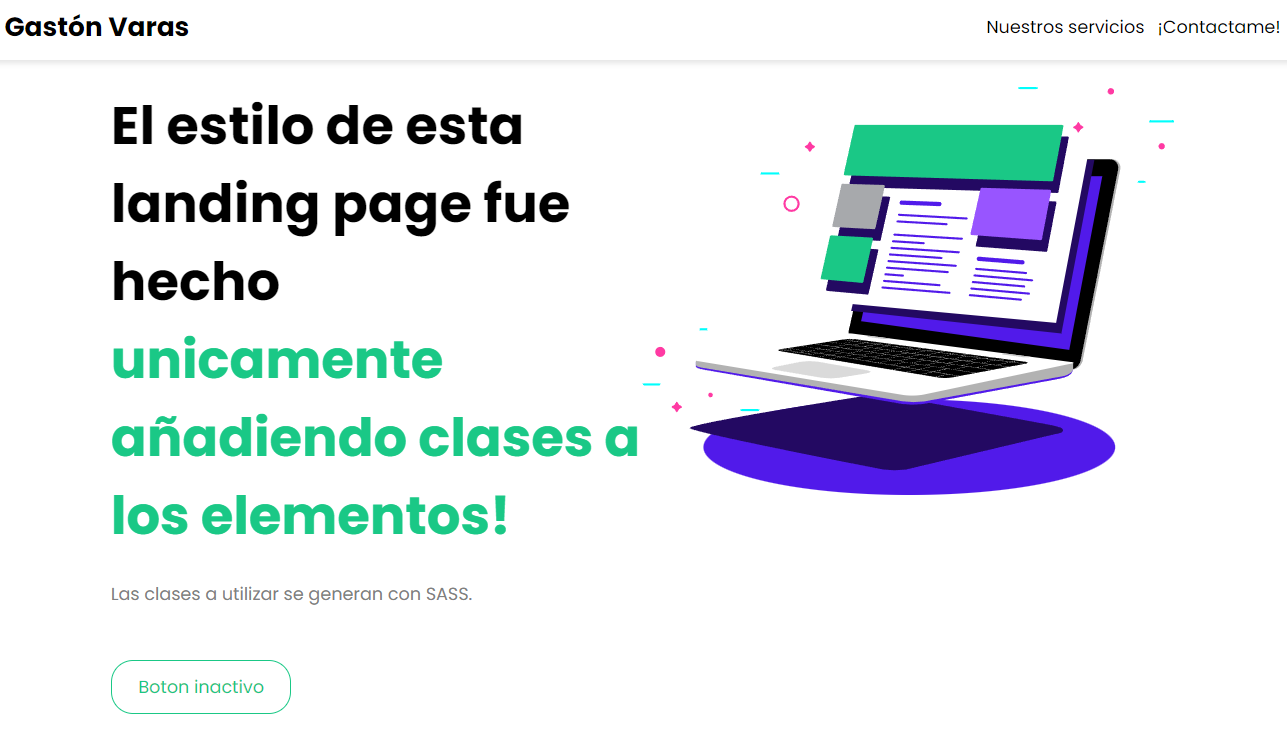 Gastón Varas
Nuestros servicios ¡Contactame!
El estilo de esta
landing page fue
hecho
unicamente
añadiendo clases a
los elementos!
Las clases a utilizar se generan con SASS.
Boton inactivo